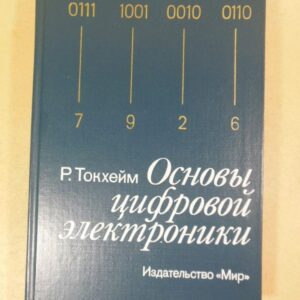 0111 1001 0010 0110
7 9 2 6
Р. Токхейм Основы
цифровой
электроники
Издательство «Мир»